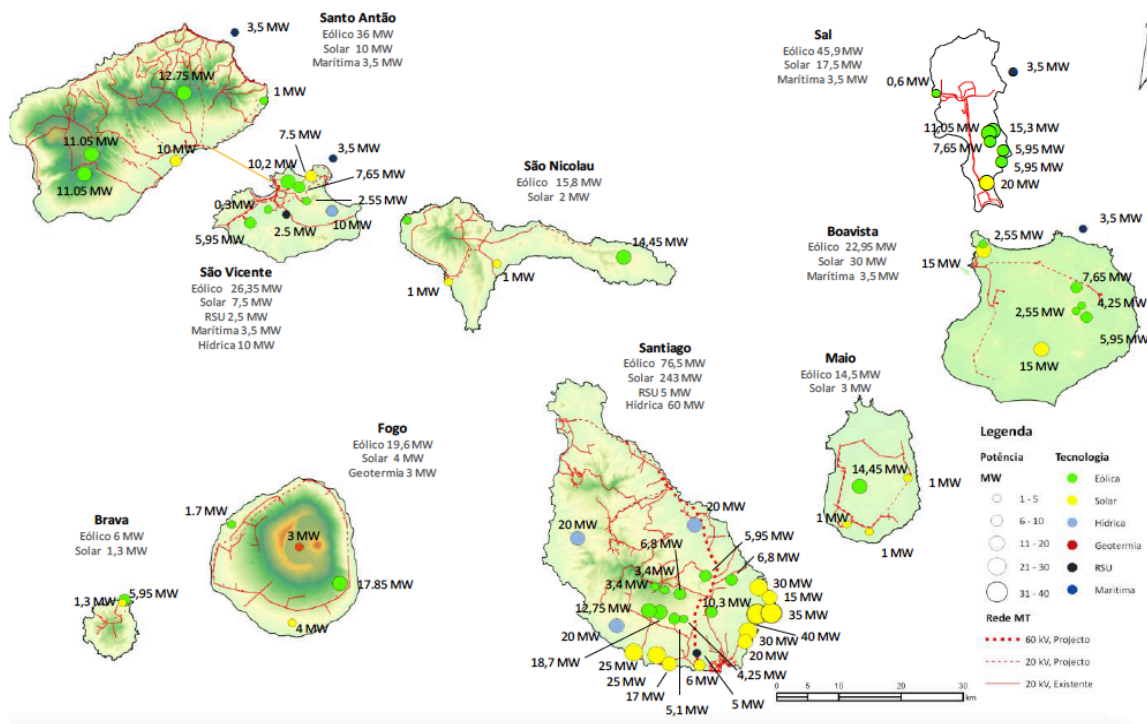 Santo Antão
Eólico 36 MW
Solar 10 MW
Marítima 3,5 MW
3,5 MW
12.75 MW
1 MW
11.05 MW
11.05 MW
10 MW
7.5 MW
3,5 MW
10,2 MW
7,65 MW
2.55 MW
0,3MW
10 MW
2.5 MW
5,95 MW
São Vicente
Eólico 26,35 MW
Solar 7,5 MW
RSU 2,5 MW
Marítima 3,5 MW
Hídrica 10 MW
São Nicolau
Eólico 15,8 MW
Solar 2 MW
14,45 MW
1 MW
1 MW
Sal
Eólico 45,9 MW
Solar 17,5 MW
Marítima 3,5 MW
3,5 MW
0,6 MW
11.05 MW
15,3 MW
7,65 MW
5,95 MW
5,95 MW
20 MW
Boavista
Eólico 22,95 MW
Solar 30 MW
Marítima 3,5 MW
3,5 MW
2,55 MW
15 MW
7,65 MW
4,25 MW
2,55 MW
5,95 MW
15 MW
Santiago
Eólico 76,5 MW
Solar 243 MW
RSU 5 MW
Hídrica 60 MW
20 MW
20 MW
5,95 MW
6,8 MW
6,8 MW
3,4MW
3,4 MW
30 MW
15 MW
12,75 MW
10,3 MW
35 MW
20 MW
40 MW
30 MW
18,7 MW
20 MW
25 MW
4,25 MW
25 MW
6 MW
17 MW
5 MW
5,1 MW
Maio
Eólico 14,5 MW
Solar 3 MW
14,45 MW
1 MW
1 MW
1 MW
Fogo
Eólico 19,6 MW
Solar 4 MW
Geotermia 3 MW
1.7 MW
3 MW
17.85 MW
4 MW
Brava
Eólico 6 MW
Solar 1,3 MW
5,95 MW
1,3 MW
Legenda
Potência
MW
1 - 5
6 - 10
11 - 20
21 - 30
31 - 40
Tecnologia
Eólica
Solar
Hídrica
Geotermia
RSU
Marítima
Rede MT
60 kV, Projecto
20 kV, Projecto
20 kV, Existente
0 10 20 30
km